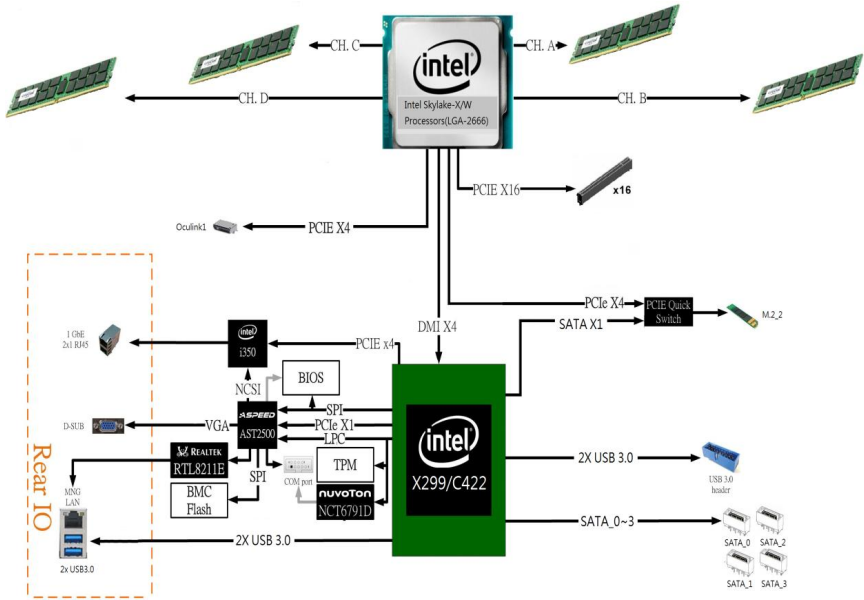 CH. C
CH. A
CH. D
CH. B
intel
Intel Skylake-X/W
Processors(LGA-2666)
PCIE X16
x16
Oculink1
PCIE X4
DMI X4
PCIe X4
PCIE Quick
Switch
M.2_2
SATA X1
1 GbE
2x1 RJ45
intel
i350
PCIE x4
NCSI
BIOS
SPI
D-SUB
VGA
ASPEED
AST2500
PCIe X1
LPC
intel
X299/C422
REALTEK
RTL8211E
SPI
COM port
TPM
nuvoTon
NCT6791D
BMC
Flash
MNG
LAN
2x USB3.0
2X USB 3.0
Rear IO
2X USB 3.0
USB 3.0
header
SATA_0~3
SATA_0
SATA_2
SATA_1
SATA_3